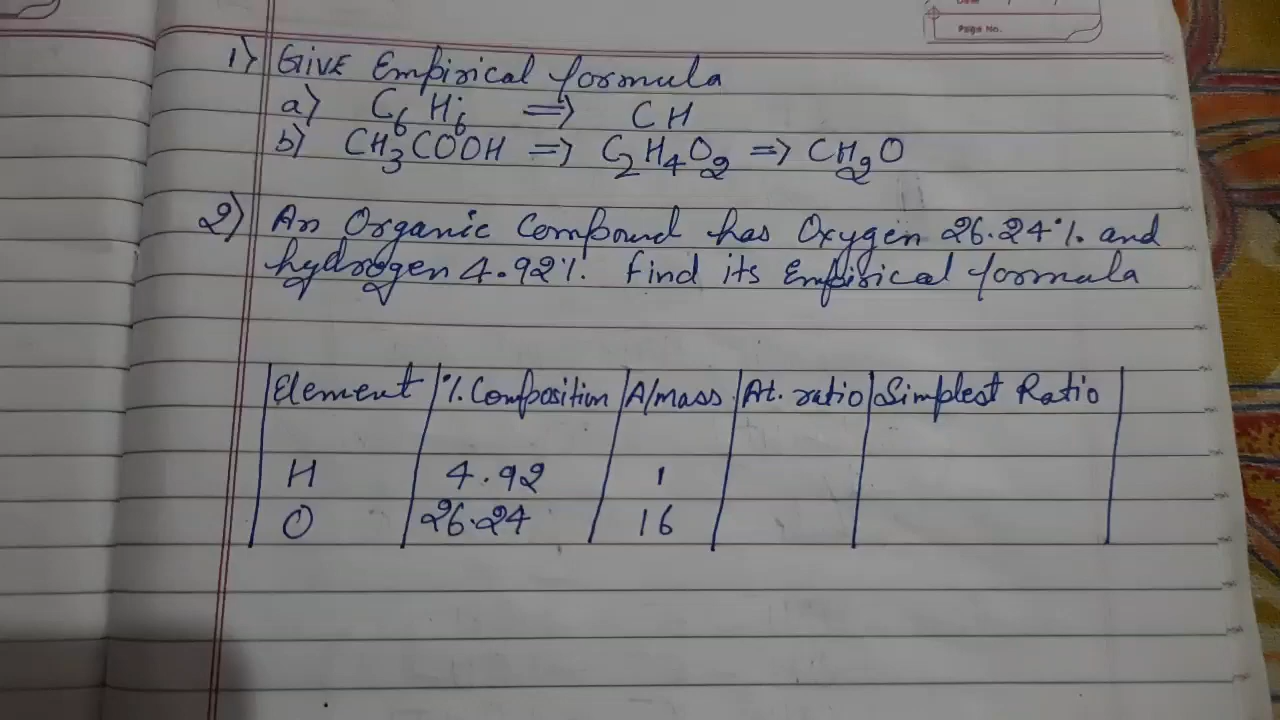 Page No.
1) GIVE Empirical formula
a) C₆H₆ => CH
b) CH₃COOH => C₂H₄O₂ => CH₂O
2) An Organic Compound has Oxygen 26.24% and
hydrogen 4.92%. find its Empirical formula
Element %. Composition A/mass At. ratio Simplest Ratio
H 4.92 1
O 26.24 16